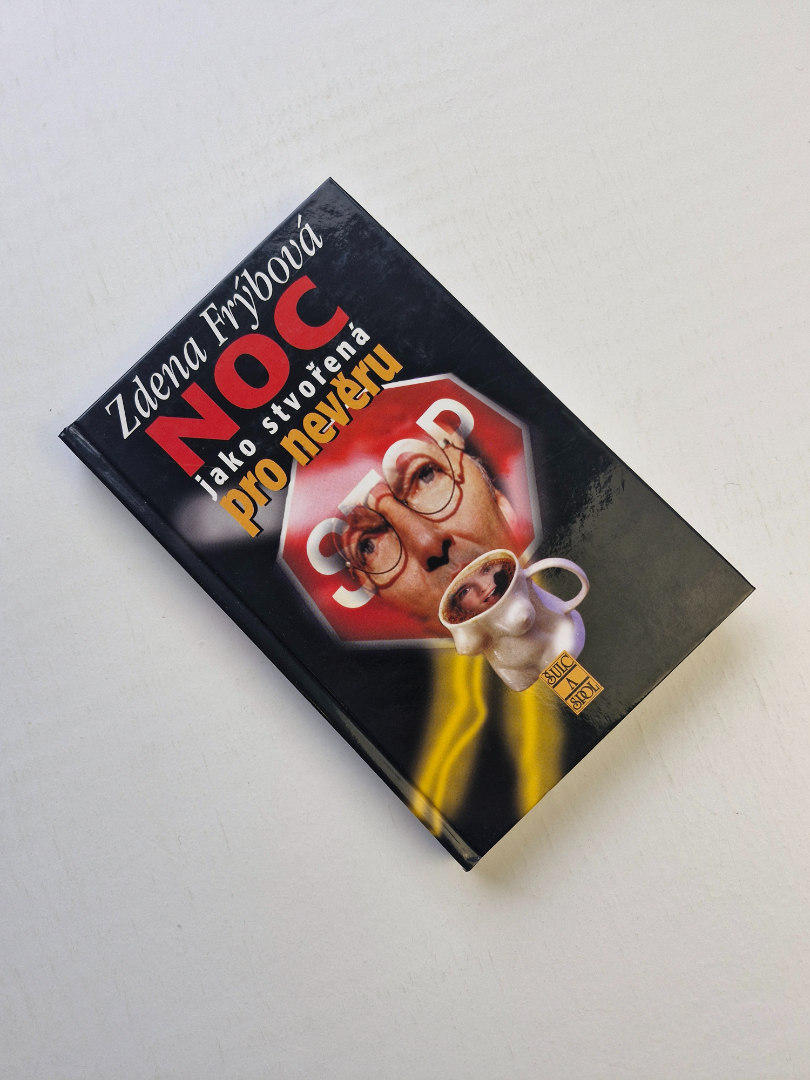 Zdena Frýbová
NOC
jako stvořená
pro nevěru
STOP
ŠULC
A
SPOL